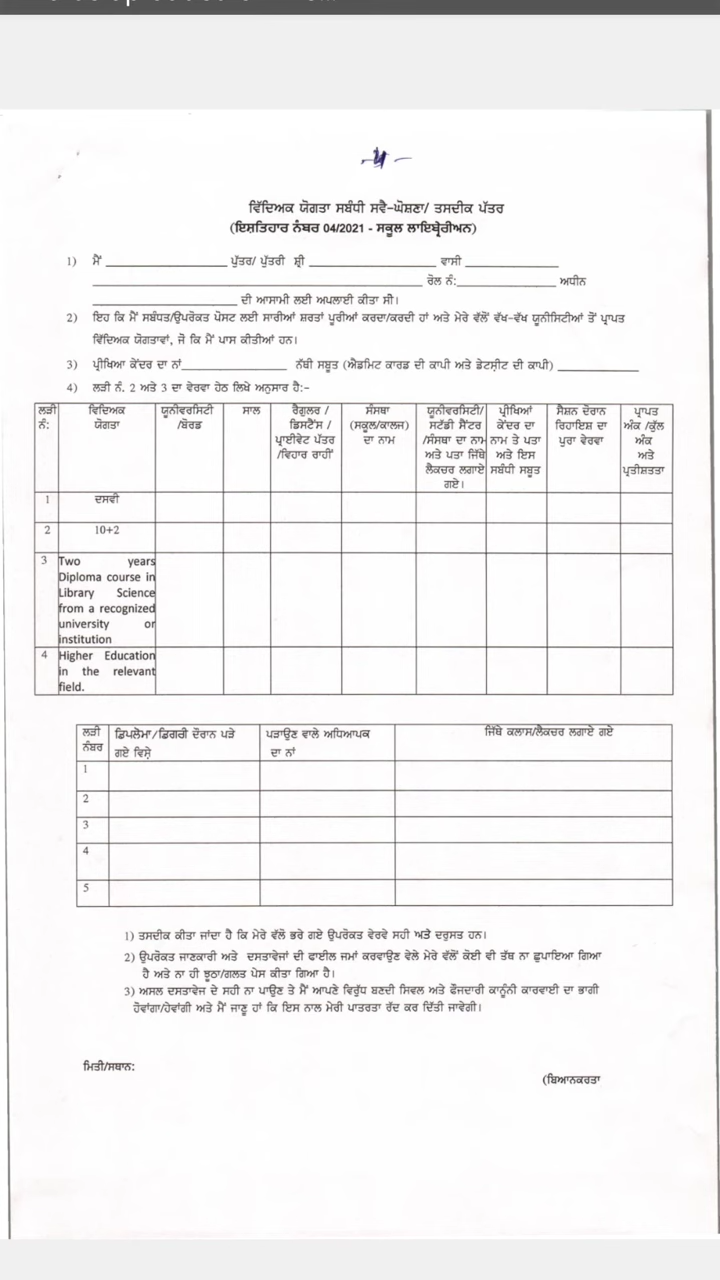 -4-
ਵਿੱਦਿਅਕ ਯੋਗਤਾ ਸਬੰਧੀ ਸਵੈ-ਘੋਸ਼ਣਾ/ ਤਸਦੀਕ ਪੱਤਰ
(ਇਸ਼ਤਿਹਾਰ ਨੰਬਰ 04/2021 - ਸਕੂਲ ਲਾਇਬ੍ਰੇਰੀਅਨ)
1) ਮੈਂ ____________ ਪੁੱਤਰ/ ਪੁੱਤਰੀ ਸ਼੍ਰੀ ____________ ਵਾਸੀ ____________
____________ ਰੋਲ ਨੰ:____________ ਅਧੀਨ
____________ ਦੀ ਆਸਾਮੀ ਲਈ ਅਪਲਾਈ ਕੀਤਾ ਸੀ।
2) ਇਹ ਕਿ ਮੈਂ ਸਬੰਧਤ/ਉਪਰੋਕਤ ਪੋਸਟ ਲਈ ਸਾਰੀਆਂ ਸ਼ਰਤਾਂ ਪੂਰੀਆਂ ਕਰਦਾ/ਕਰਦੀ ਹਾਂ ਅਤੇ ਮੇਰੇ ਵੱਲੋਂ ਵੱਖ-ਵੱਖ ਯੂਨੀਸਿਟੀਆਂ ਤੋਂ ਪ੍ਰਾਪਤ
ਵਿੱਦਿਅਕ ਯੋਗਤਾਵਾਂ, ਜੋ ਕਿ ਮੈਂ ਪਾਸ ਕੀਤੀਆਂ ਹਨ।
3) ਪ੍ਰੀਖਿਆ ਕੇਂਦਰ ਦਾ ਨਾਂ____________ ਨੱਥੀ ਸਬੂਤ (ਐਡਮਿਟ ਕਾਰਡ ਦੀ ਕਾਪੀ ਅਤੇ ਡੇਟਸ਼ੀਟ ਦੀ ਕਾਪੀ) ____________
4) ਲੜੀ ਨੰ. 2 ਅਤੇ 3 ਦਾ ਵੇਰਵਾ ਹੇਠ ਲਿਖੇ ਅਨੁਸਾਰ ਹੈ:-
ਲੜੀ ਵਿਦਿਅਕ ਯੂਨੀਵਰਸਿਟੀ ਸਾਲ ਰੈਗੂਲਰ / ਸੰਸਥਾ ਯੂਨੀਵਰਸਿਟੀ/ ਪ੍ਰੀਖਿਆਂ ਸੈਸ਼ਨ ਦੌਰਾਨ ਪ੍ਰਾਪਤ
ਨੰ: ਯੋਗਤਾ /ਬੋਰਡ ਡਿਸਟੈਂਸ / (ਸਕੂਲ/ਕਾਲਜ) ਸਟੱਡੀ ਸੈਂਟਰ ਕੇਂਦਰ ਦਾ ਰਿਹਾਇਸ਼ ਦਾ ਅੰਕ /ਕੁੱਲ
ਪ੍ਰਾਈਵੇਟ ਪੱਤਰ ਦਾ ਨਾਮ /ਸੰਸਥਾ ਦਾ ਨਾਮ ਨਾਮ ਤੇ ਪਤਾ ਪੂਰਾ ਵੇਰਵਾ ਅੰਕ
/ਵਿਹਾਰ ਰਾਹੀਂ ਅਤੇ ਪਤਾ ਜਿੱਥੇ ਅਤੇ ਇਸ ਅਤੇ
ਲੈਕਚਰ ਲਗਾਏ ਸਬੰਧੀ ਸਬੂਤ ਪ੍ਰਤੀਸ਼ਤਤਾ
ਗਏ।
1 ਦਸਵੀ
2 10+2
3 Two years
Diploma course in
Library Science
from a recognized
university or
institution
4 Higher Education
in the relevant
field.
ਲੜੀ ਡਿਪਲੋਮਾ/ਡਿਗਰੀ ਦੌਰਾਨ ਪੜੇ ਪੜਾਉਣ ਵਾਲੇ ਅਧਿਆਪਕ ਜਿੱਥੇ ਕਲਾਸ/ਲੈਕਚਰ ਲਗਾਏ ਗਏ
ਨੰਬਰ ਗਏ ਵਿਸ਼ੇ ਦਾ ਨਾਂ
1
2
3
4
5
1) ਤਸਦੀਕ ਕੀਤਾ ਜਾਂਦਾ ਹੈ ਕਿ ਮੇਰੇ ਵੱਲੋ ਭਰੇ ਗਏ ਉਪਰੋਕਤ ਵੇਰਵੇ ਸਹੀ ਅਤੇ ਦਰੁਸਤ ਹਨ।
2) ਉਪਰੋਕਤ ਜਾਣਕਾਰੀ ਅਤੇ ਦਸਤਾਵੇਜਾਂ ਦੀ ਫਾਈਲ ਜਮਾਂ ਕਰਵਾਉਣ ਵੇਲੇ ਮੇਰੇ ਵੱਲੋਂ ਕੋਈ ਵੀ ਤੱਥ ਨਾ ਛੁਪਾਇਆ ਗਿਆ
ਹੈ ਅਤੇ ਨਾ ਹੀ ਝੂਠਾ/ਗਲਤ ਪੇਸ ਕੀਤਾ ਗਿਆ ਹੈ।
3) ਅਸਲ ਦਸਤਾਵੇਜ ਦੇ ਸਹੀ ਨਾ ਪਾਉਣ ਤੇ ਮੈਂ ਆਪਣੇ ਵਿਰੁੱਧ ਬਣਦੀ ਸਿਵਲ ਅਤੇ ਫੌਜਦਾਰੀ ਕਾਨੂੰਨੀ ਕਾਰਵਾਈ ਦਾ ਭਾਗੀ
ਹੋਵਾਂਗਾ/ਹੋਵਾਂਗੀ ਅਤੇ ਮੈਂ ਜਾਣੂ ਹਾਂ ਕਿ ਇਸ ਨਾਲ ਮੇਰੀ ਪਾਤਰਤਾ ਰੱਦ ਕਰ ਦਿੱਤੀ ਜਾਵੇਗੀ।
ਮਿਤੀ/ਸਥਾਨ:
(ਬਿਆਨਕਰਤਾ